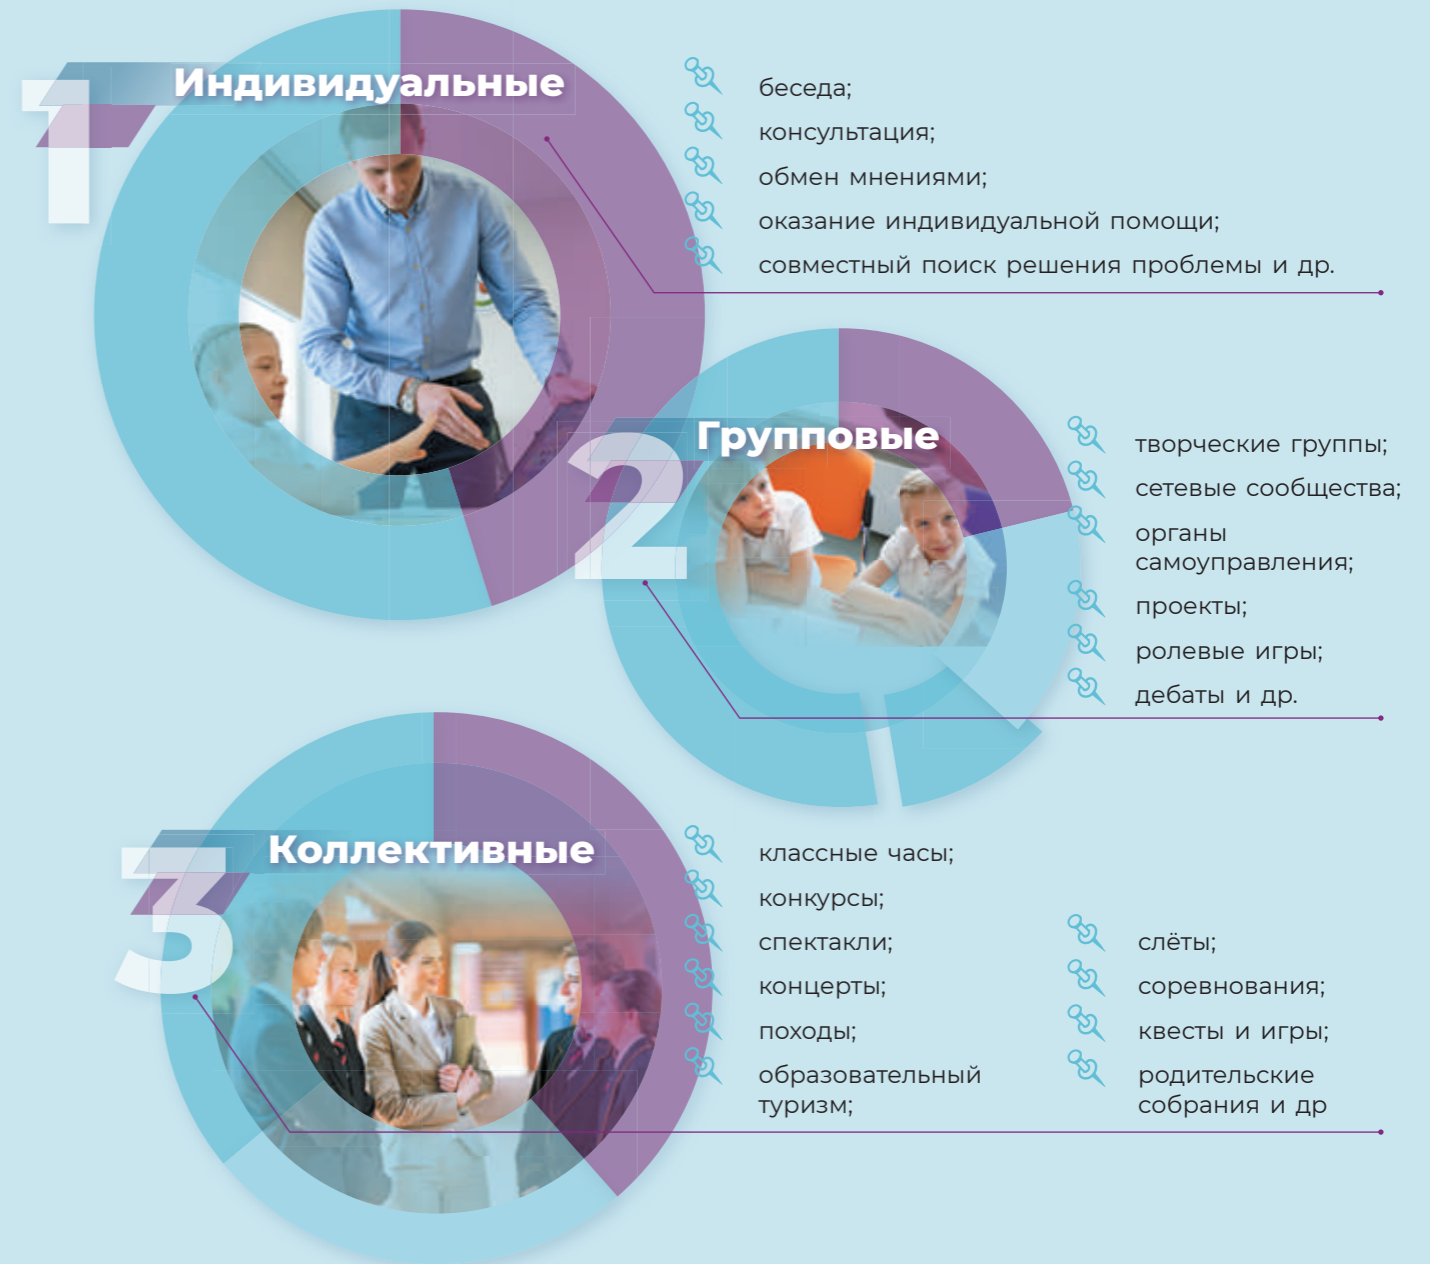 1
Индивидуальные
беседа;
консультация;
обмен мнениями;
оказание индивидуальной помощи;
совместный поиск решения проблемы и др.
2
Групповые
творческие группы;
сетевые сообщества;
органы
самоуправления;
проекты;
ролевые игры;
дебаты и др.
3
Коллективные
классные часы;
конкурсы;
спектакли;
концерты;
походы;
образовательный
туризм;
слёты;
соревнования;
квесты и игры;
родительские
собрания и др